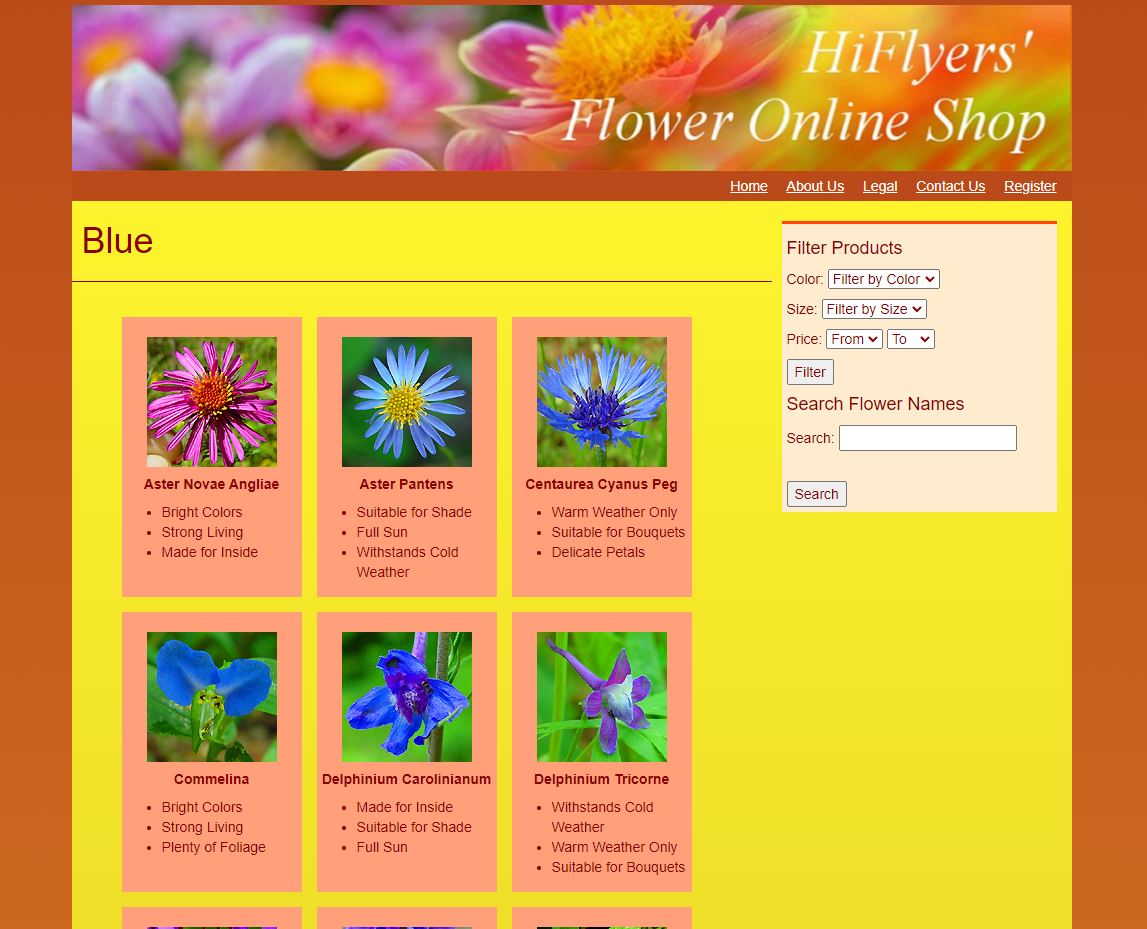 HiFlyers'
Flower Online Shop
Home About Us Legal Contact Us Register
Blue
Aster Novae Angliae
• Bright Colors
• Strong Living
• Made for Inside
Aster Pantens
• Suitable for Shade
• Full Sun
• Withstands Cold
Weather
Centaurea Cyanus Peg
• Warm Weather Only
• Suitable for Bouquets
• Delicate Petals
Commelina
• Bright Colors
• Strong Living
• Plenty of Foliage
Delphinium Carolinianum
• Made for Inside
• Suitable for Shade
• Full Sun
Delphinium Tricorne
• Withstands Cold
Weather
• Warm Weather Only
• Suitable for Bouquets
Filter Products
Color: Filter by Color
Size: Filter by Size
Price: From To
Filter
Search Flower Names
Search:
Search